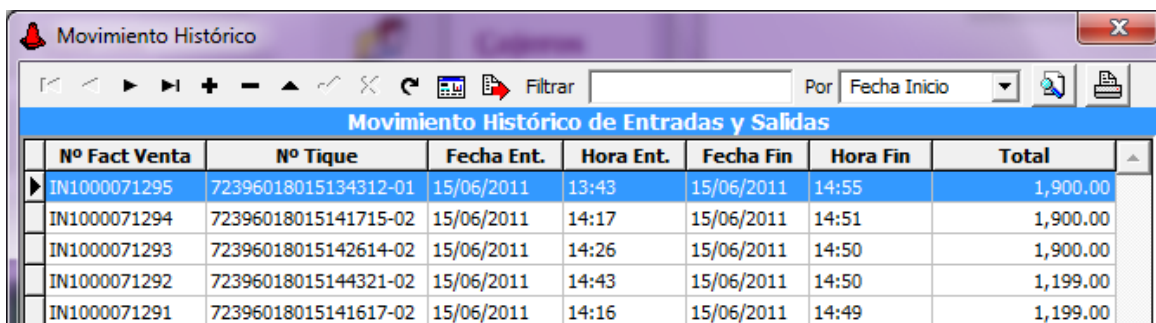 Movimiento Histórico
Cajeros
Filtrar Por Fecha Inicio
Movimiento Histórico de Entradas y Salidas
Nº Fact Venta Nº Tique Fecha Ent. Hora Ent. Fecha Fin Hora Fin Total
IN1000071295 72396018015134312-01 15/06/2011 13:43 15/06/2011 14:55 1,900.00
IN1000071294 72396018015141715-02 15/06/2011 14:17 15/06/2011 14:51 1,900.00
IN1000071293 72396018015142614-02 15/06/2011 14:26 15/06/2011 14:50 1,900.00
IN1000071292 72396018015144321-02 15/06/2011 14:43 15/06/2011 14:50 1,199.00
IN1000071291 72396018015141617-02 15/06/2011 14:16 15/06/2011 14:49 1,199.00